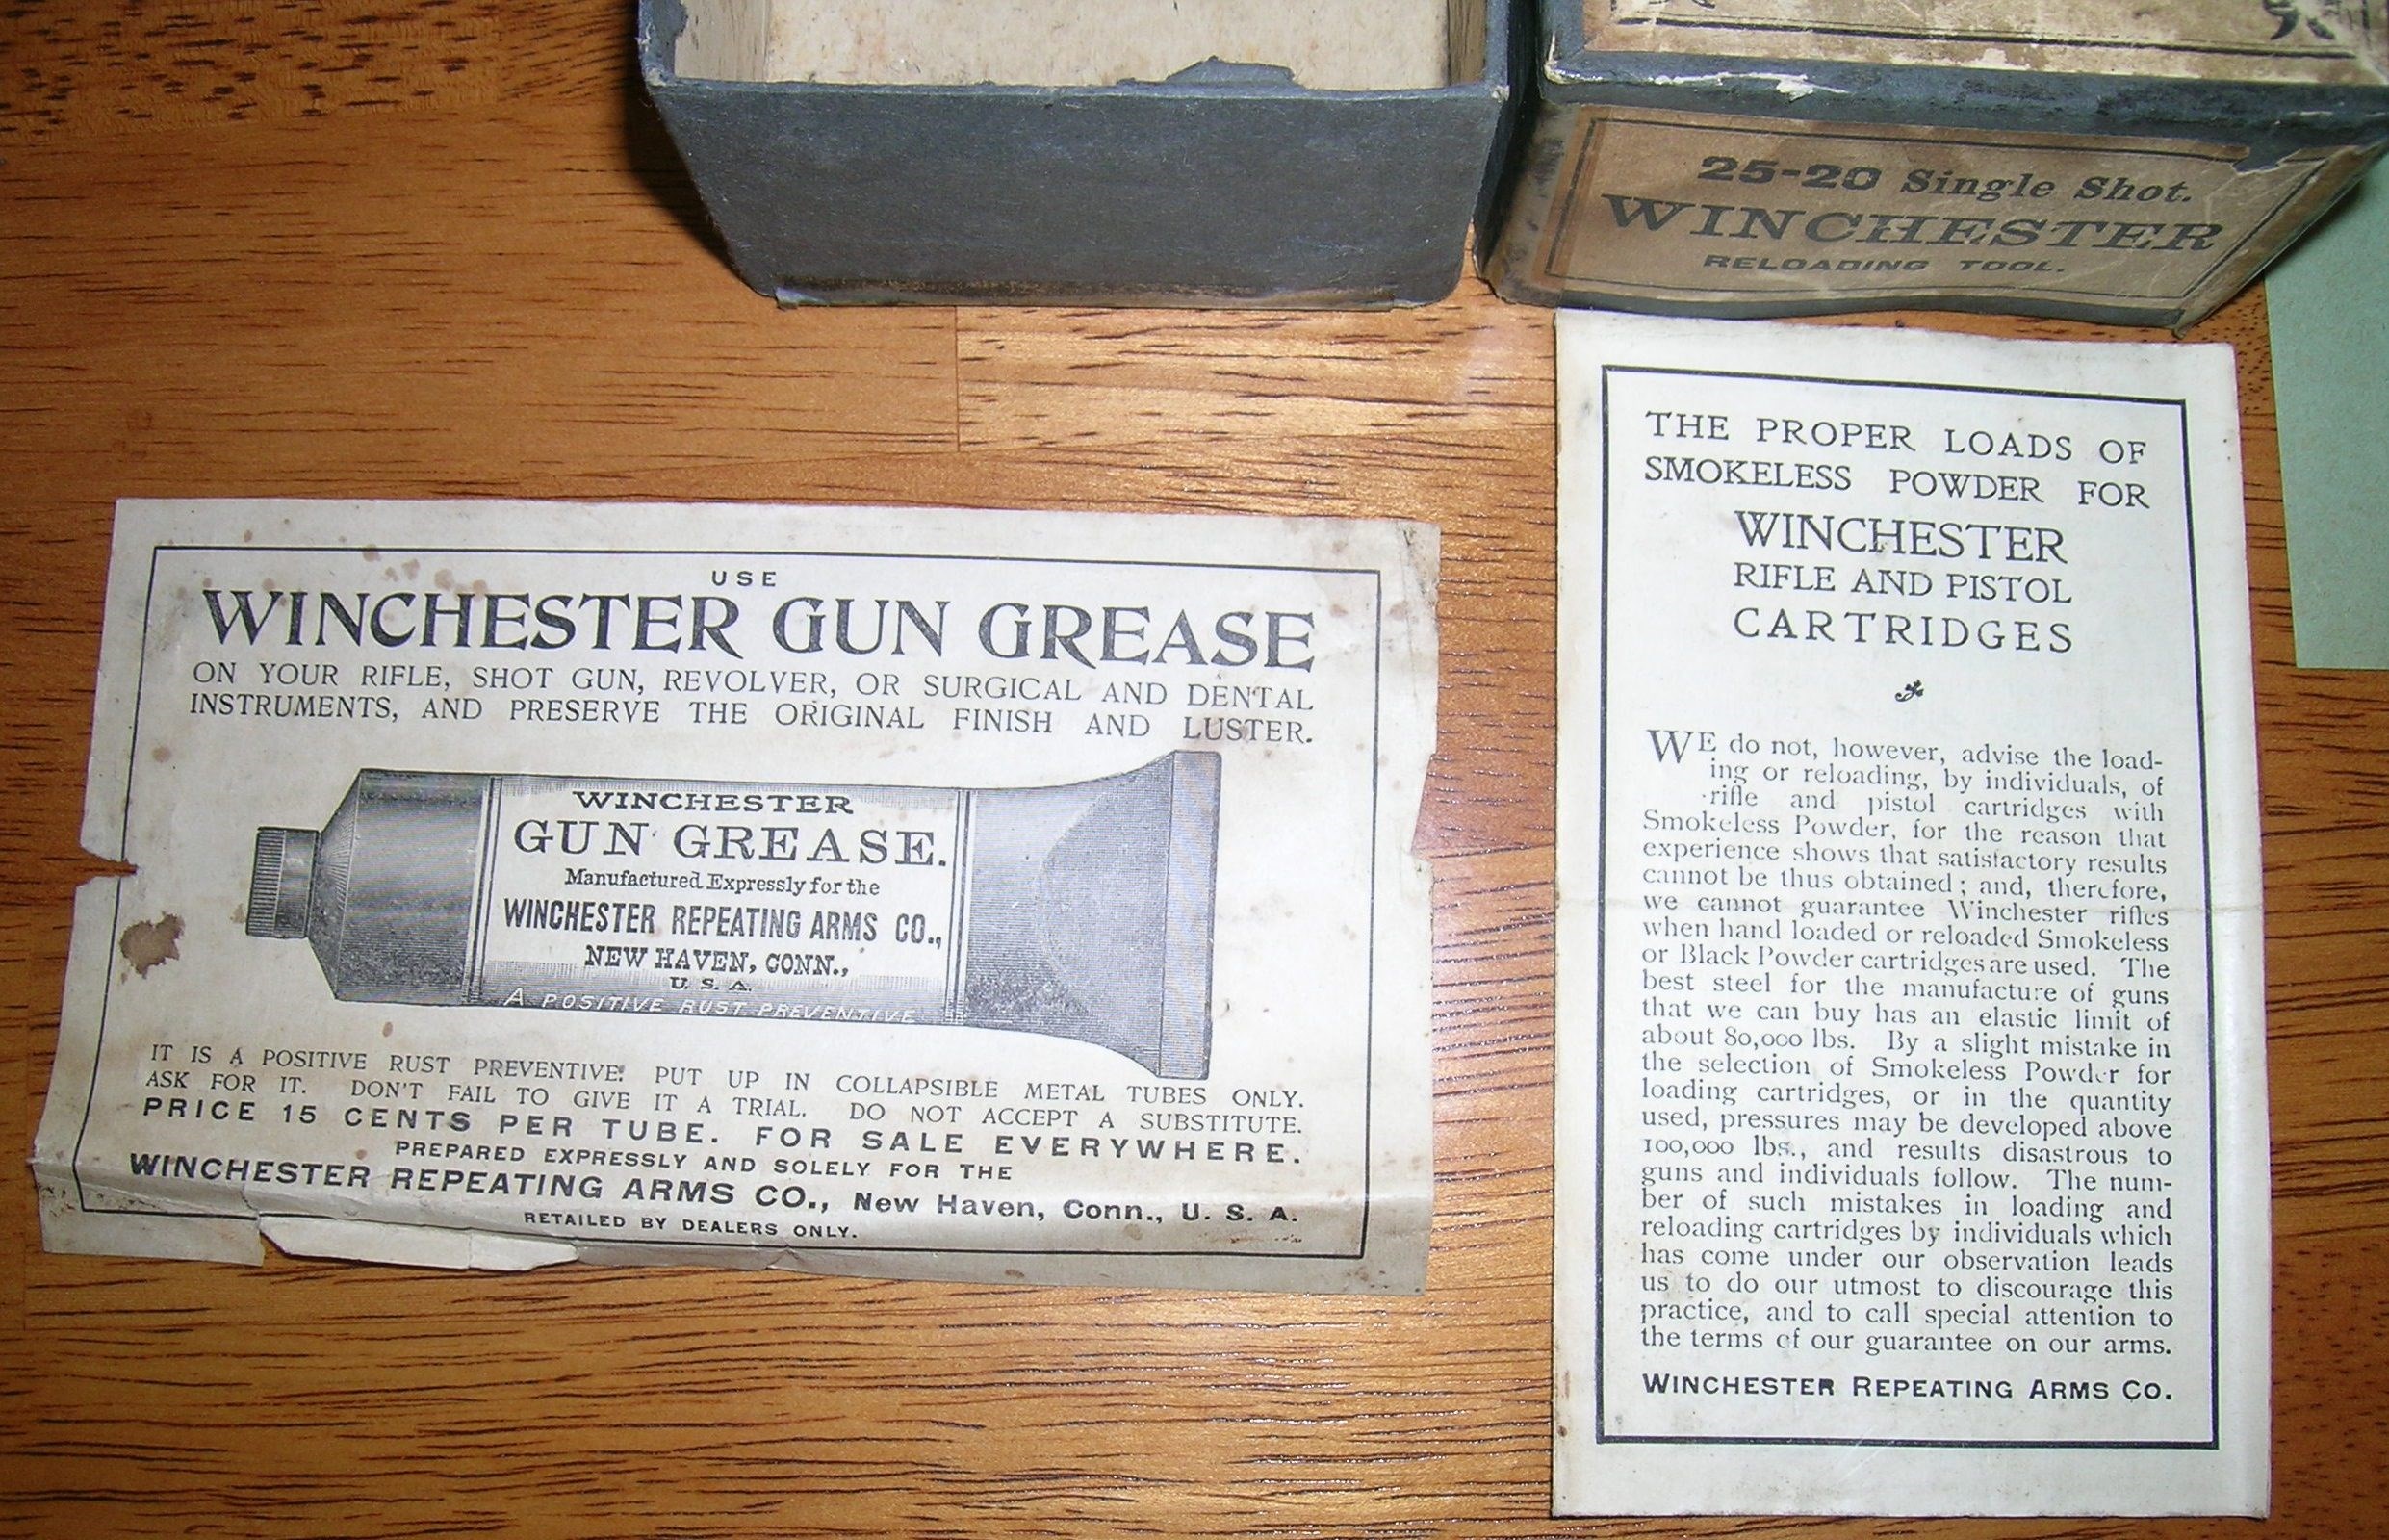 25-20 Single Shot.
WINCHESTER
RELOADING TOOL.
USE
WINCHESTER GUN GREASE
ON YOUR RIFLE, SHOT GUN, REVOLVER, OR SURGICAL AND DENTAL
INSTRUMENTS, AND PRESERVE THE ORIGINAL FINISH AND LUSTER.
WINCHESTER
GUN GREASE.
Manufactured Expressly for the
WINCHESTER REPEATING ARMS CO.,
NEW HAVEN, CONN.,
U. S. A.
A POSITIVE RUST PREVENTIVE
IT IS A POSITIVE RUST PREVENTIVE. PUT UP IN COLLAPSIBLE METAL TUBES ONLY.
ASK FOR IT. DON'T FAIL TO GIVE IT A TRIAL. DO NOT ACCEPT A SUBSTITUTE.
PRICE 15 CENTS PER TUBE. FOR SALE EVERYWHERE.
PREPARED EXPRESSLY AND SOLELY FOR THE
WINCHESTER REPEATING ARMS CO., New Haven, Conn., U. S. A.
RETAILED BY DEALERS ONLY.
THE PROPER LOADS OF
SMOKELESS POWDER FOR
WINCHESTER
RIFLE AND PISTOL
CARTRIDGES
WE do not, however, advise the load-
ing or reloading, by individuals, of
rifle and pistol cartridges with
Smokeless Powder, for the reason that
experience shows that satisfactory results
cannot be thus obtained; and, therefore,
we cannot guarantee Winchester rifles
when hand loaded or reloaded Smokeless
or Black Powder cartridges are used. The
best steel for the manufacture of guns
that we can buy has an elastic limit of
about 80,000 lbs. By a slight mistake in
the selection of Smokeless Powder for
loading cartridges, or in the quantity
used, pressures may be developed above
100,000 lbs., and results disastrous to
guns and individuals follow. The num-
ber of such mistakes in loading and
reloading cartridges by individuals which
has come under our observation leads
us to do our utmost to discourage this
practice, and to call special attention to
the terms of our guarantee on our arms.
WINCHESTER REPEATING ARMS CO.